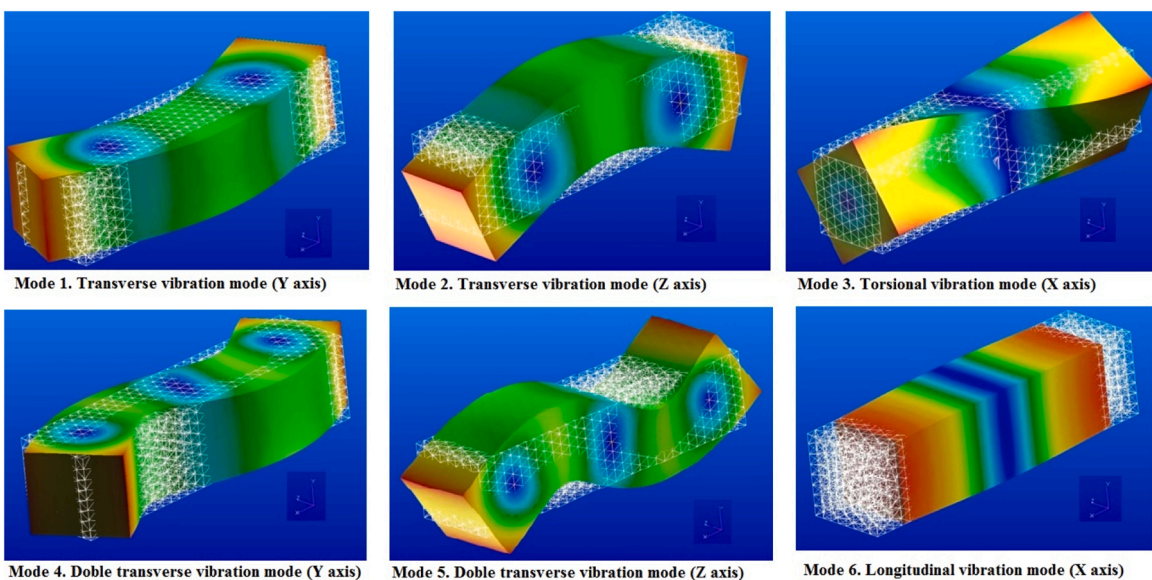 Mode 1. Transverse vibration mode (Y axis)
Mode 2. Transverse vibration mode (Z axis)
Mode 3. Torsional vibration mode (X axis)
Mode 4. Doble transverse vibration mode (Y axis)
Mode 5. Doble transverse vibration mode (Z axis)
Mode 6. Longitudinal vibration mode (X axis)